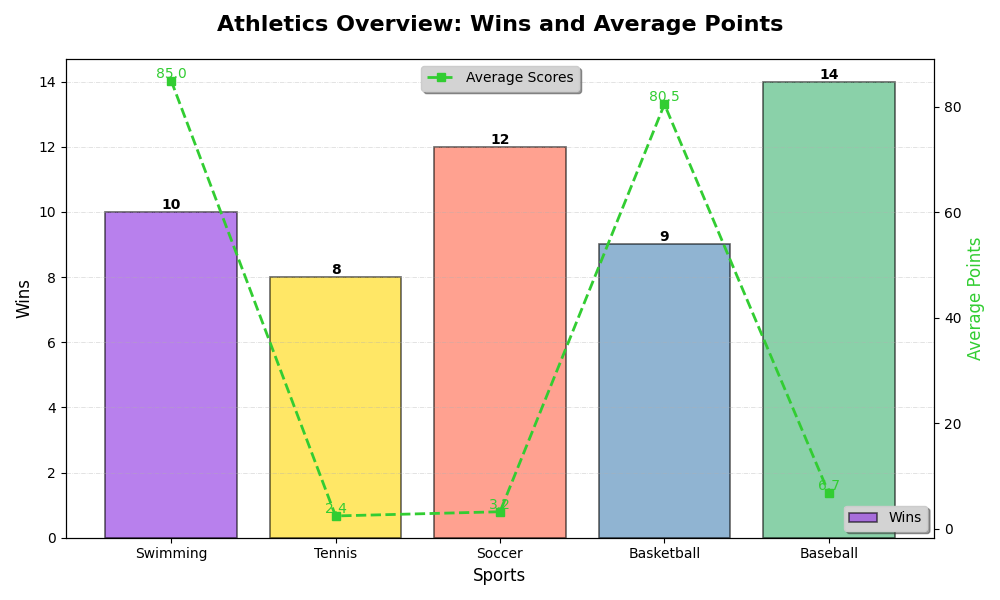 Athletics Overview: Wins and Average Points
Average Scores
Wins
Wins
Average Points
Sports
0
2
4
6
8
10
12
14
0
20
40
60
80
10
8
12
9
14
85.0
2.4
3.2
80.5
6.7
Swimming
Tennis
Soccer
Basketball
Baseball